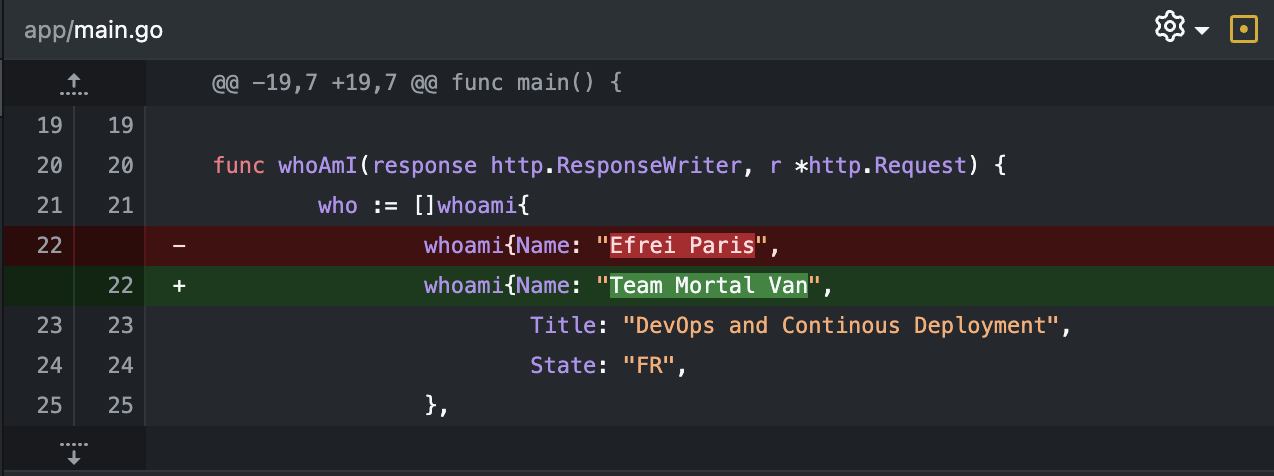 app/main.go
@@ -19,7 +19,7 @@ func main() {
19 19
20 20 func whoAmI(response http.ResponseWriter, r *http.Request) {
21 21 who := []whoami{
22 - whoami{Name: "Efrei Paris",
22 + whoami{Name: "Team Mortal Van",
23 23 Title: "DevOps and Continous Deployment",
24 24 State: "FR",
25 25 },